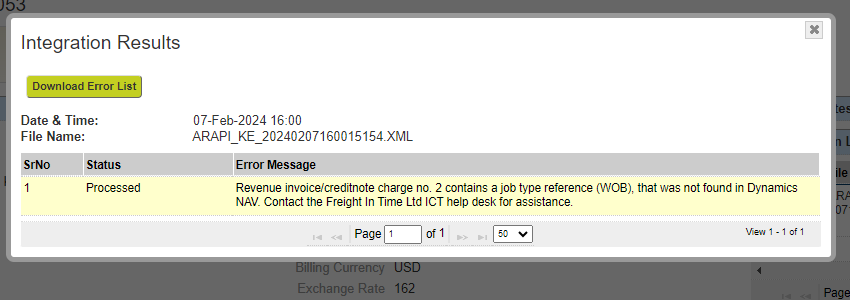 053
Integration Results
Download Error List
Date & Time: 07-Feb-2024 16:00
File Name: ARAPI_KE_20240207160015154.XML
SrNo Status Error Message
1 Processed Revenue invoice/creditnote charge no. 2 contains a job type reference (WOB), that was not found in Dynamics
NAV. Contact the Freight In Time Ltd ICT help desk for assistance.
Page 1 of 1 50 View 1 - 1 of 1
Billing Currency USD
Exchange Rate 162
Page